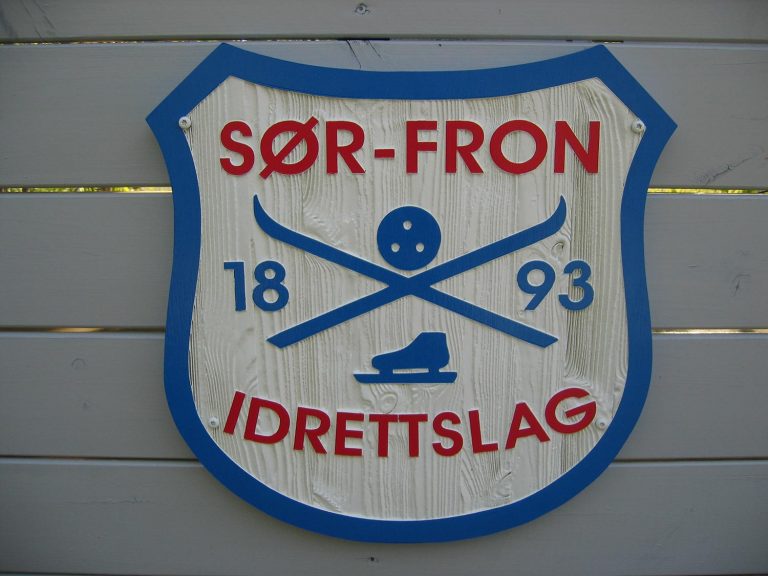 SØR-FRON
18 93
IDRETTSLAG